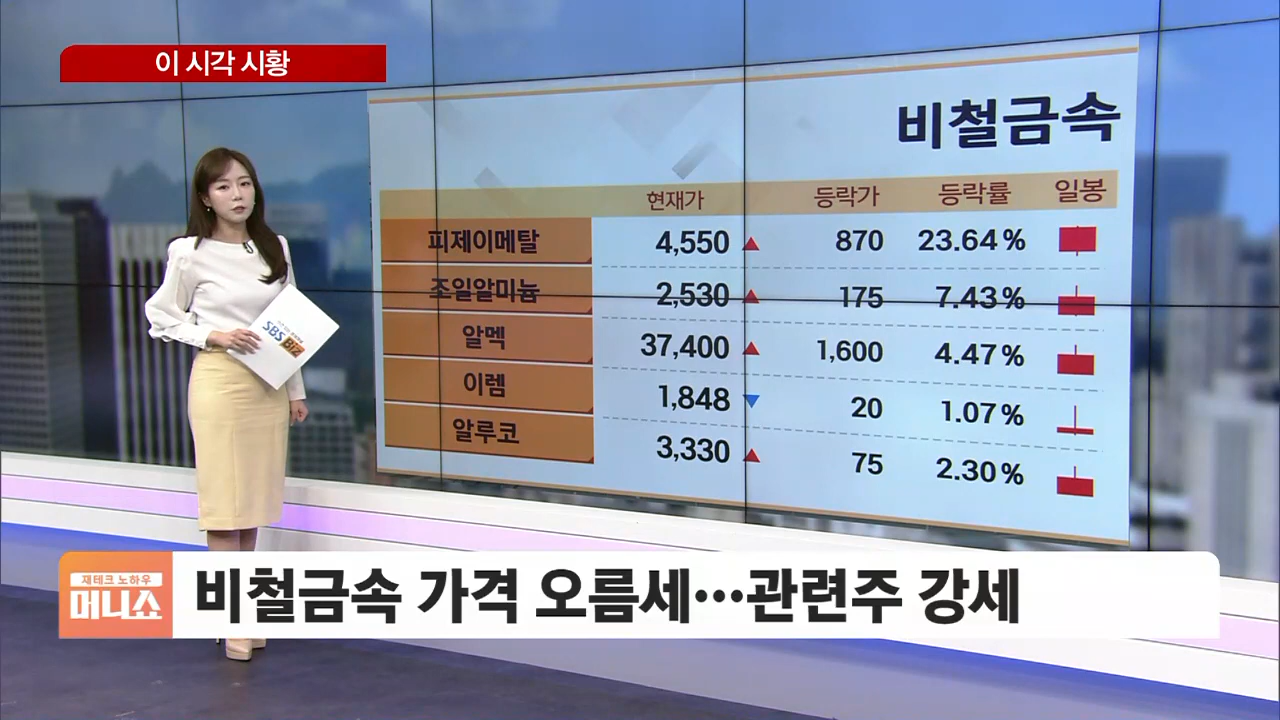 이 시각 시황
비철금속
현재가 등락가 등락률 일봉
피제이메탈 4,550 ▲ 870 23.64%
조일알미늄 2,530 ▲ 175 7.43%
알멕 37,400 ▲ 1,600 4.47%
이렘 1,848 ▼ 20 1.07%
알루코 3,330 ▲ 75 2.30%
SBS Biz
재테크 노하우
머니쇼
비철금속 가격 오름세…관련주 강세